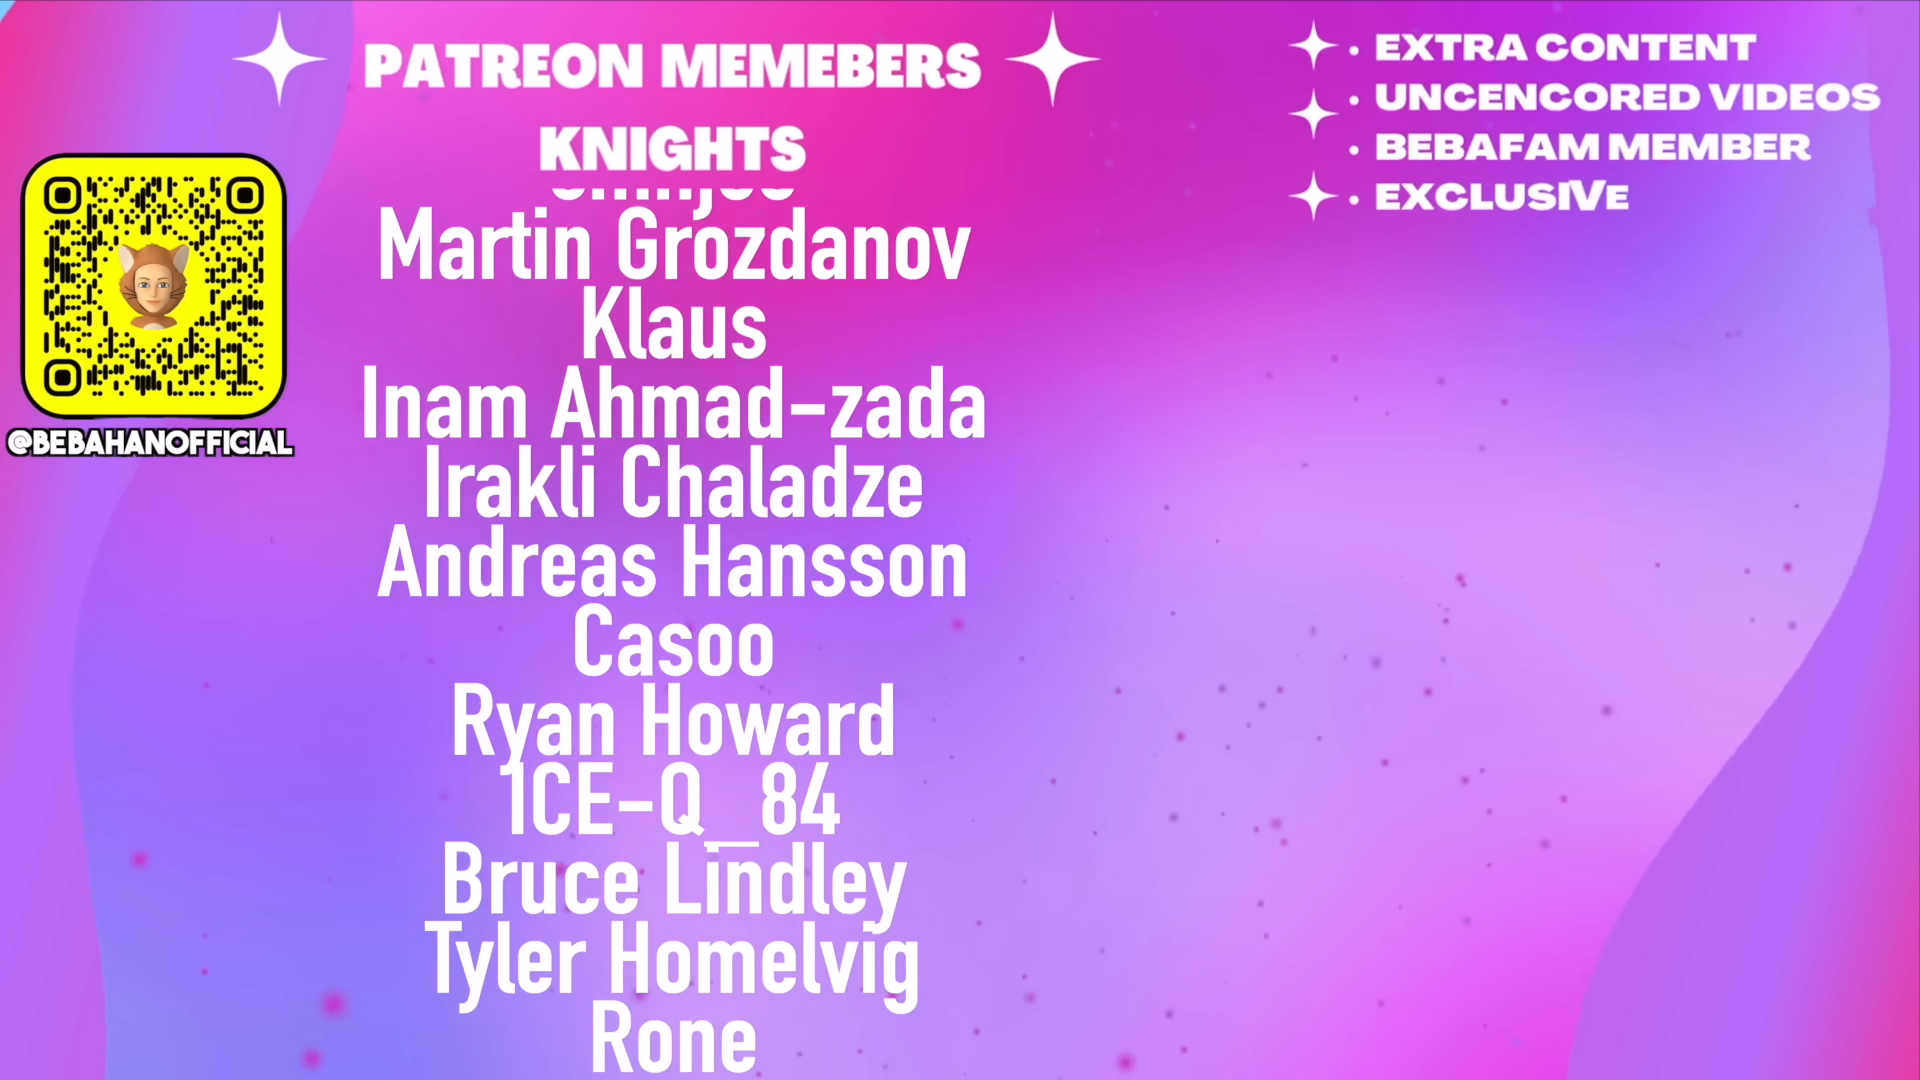 PATREON MEMEBERS
KNIGHTS
Martin Grozdanov
Klaus
Inam Ahmad-zada
Irakli Chaladze
Andreas Hansson
Casoo
Ryan Howard
1CE-Q_84
Bruce Lindley
Tyler Homelvig
Rone
@BEBAHANOFFICIAL
• EXTRA CONTENT
• UNCENCORED VIDEOS
• BEBAFAM MEMBER
• EXCLUSIVE